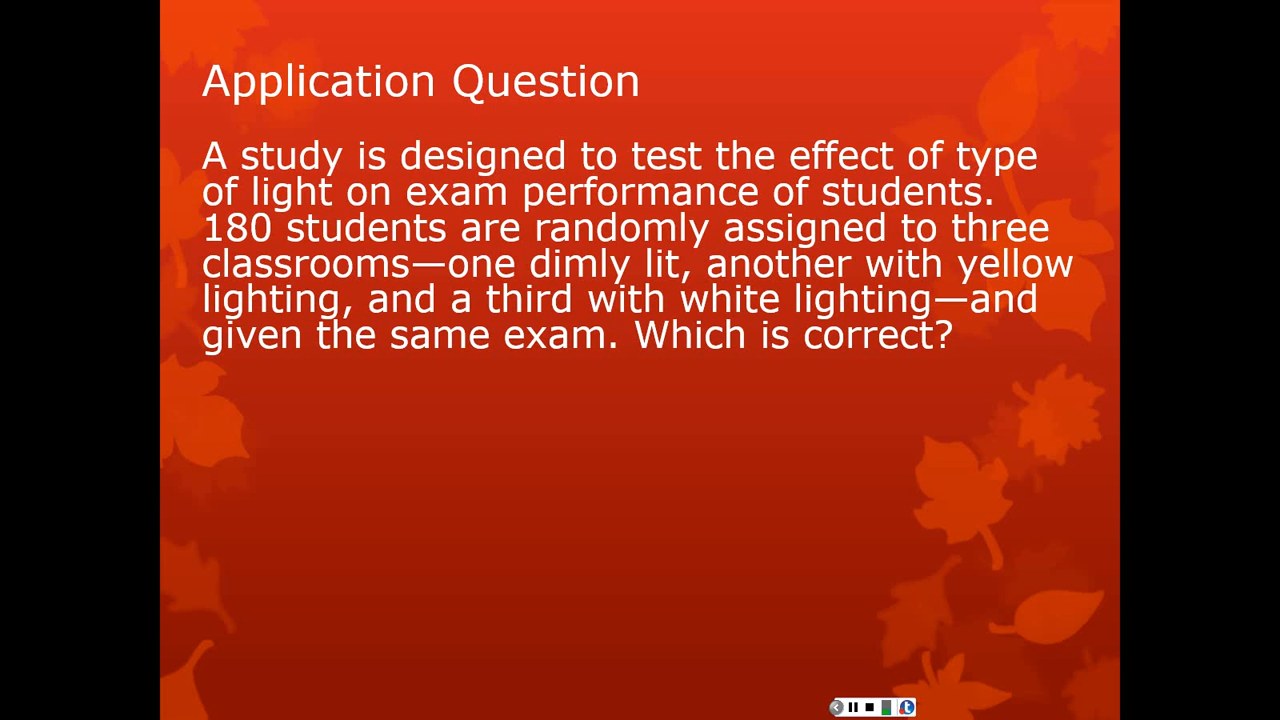 Application Question
A study is designed to test the effect of type
of light on exam performance of students.
180 students are randomly assigned to three
classrooms—one dimly lit, another with yellow
lighting, and a third with white lighting—and
given the same exam. Which is correct?